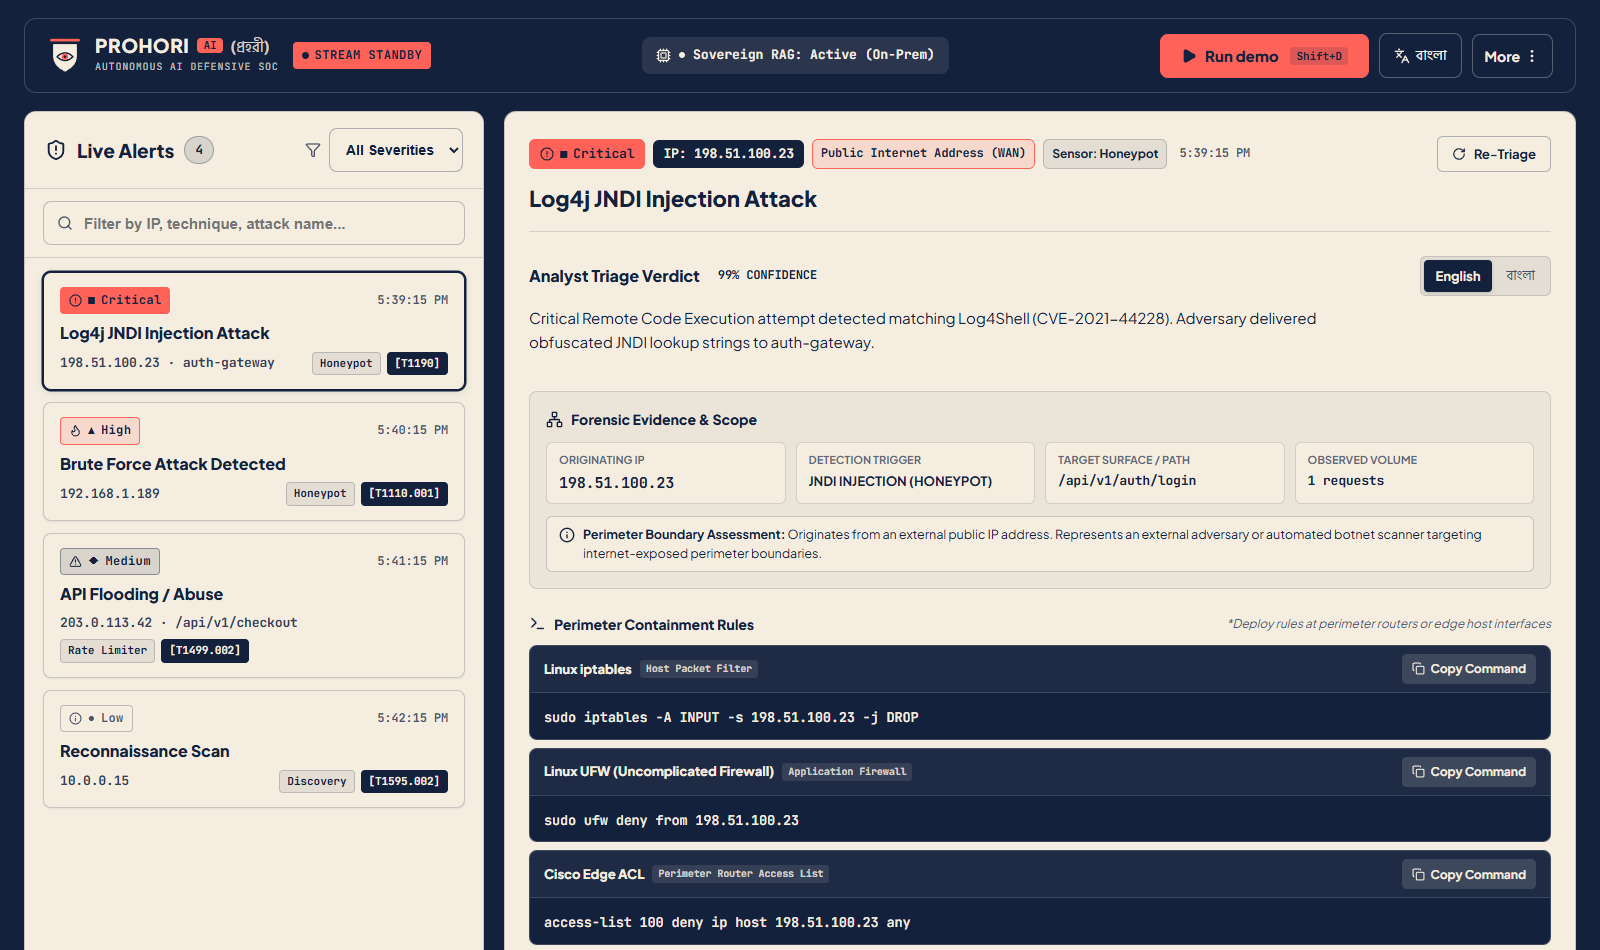 PROHORI AI (প্রহরী)
AUTONOMOUS AI DEFENSIVE SOC
● STREAM STANDBY
● Sovereign RAG: Active (On-Prem)
Run demo Shift+D
বাংলা
More
Live Alerts 4
All Severities
Filter by IP, technique, attack name...
■ Critical 5:39:15 PM
Log4j JNDI Injection Attack
198.51.100.23 · auth-gateway Honeypot [T1190]
▲ High 5:40:15 PM
Brute Force Attack Detected
192.168.1.189 Honeypot [T1110.001]
◆ Medium 5:41:15 PM
API Flooding / Abuse
203.0.113.42 · /api/v1/checkout
Rate Limiter [T1499.002]
● Low 5:42:15 PM
Reconnaissance Scan
10.0.0.15 Discovery [T1595.002]
■ Critical IP: 198.51.100.23 Public Internet Address (WAN) Sensor: Honeypot 5:39:15 PM Re-Triage
Log4j JNDI Injection Attack
Analyst Triage Verdict 99% CONFIDENCE English বাংলা
Critical Remote Code Execution attempt detected matching Log4Shell (CVE-2021-44228). Adversary delivered
obfuscated JNDI lookup strings to auth-gateway.
Forensic Evidence & Scope
ORIGINATING IP
198.51.100.23
DETECTION TRIGGER
JNDI INJECTION (HONEYPOT)
TARGET SURFACE / PATH
/api/v1/auth/login
OBSERVED VOLUME
1 requests
Perimeter Boundary Assessment: Originates from an external public IP address. Represents an external adversary or automated botnet scanner targeting
internet-exposed perimeter boundaries.
Perimeter Containment Rules *Deploy rules at perimeter routers or edge host interfaces
Linux iptables Host Packet Filter Copy Command
sudo iptables -A INPUT -s 198.51.100.23 -j DROP
Linux UFW (Uncomplicated Firewall) Application Firewall Copy Command
sudo ufw deny from 198.51.100.23
Cisco Edge ACL Perimeter Router Access List Copy Command
access-list 100 deny ip host 198.51.100.23 any